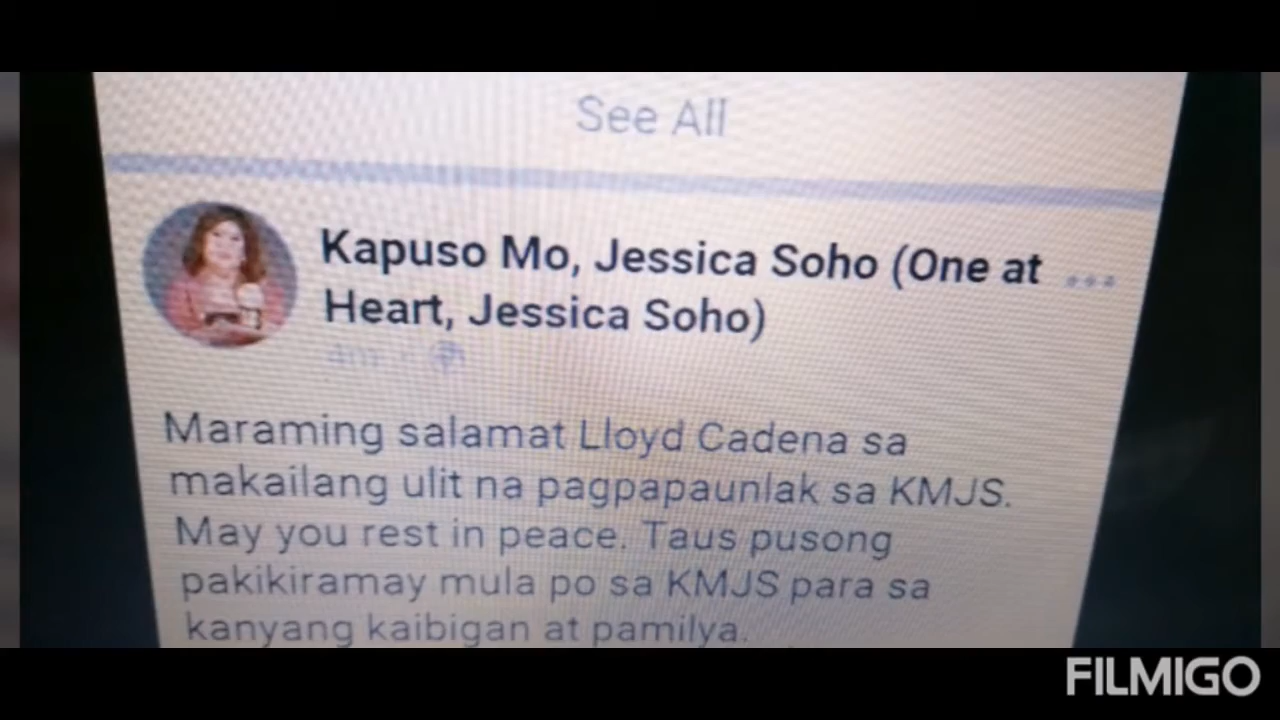 See All
Kapuso Mo, Jessica Soho (One at ...
Heart, Jessica Soho)
4m
Maraming salamat Lloyd Cadena sa
makailang ulit na pagpapaunlak sa KMJS.
May you rest in peace. Taus pusong
pakikiramay mula po sa KMJS para sa
kanyang kaibigan at pamilya.
FILMIGO